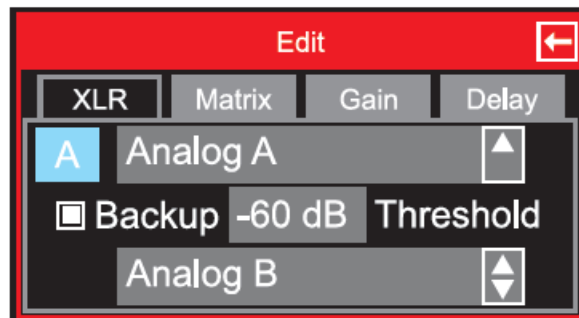 Edit
XLR Matrix Gain Delay
A Analog A
Backup -60 dB Threshold
Analog B